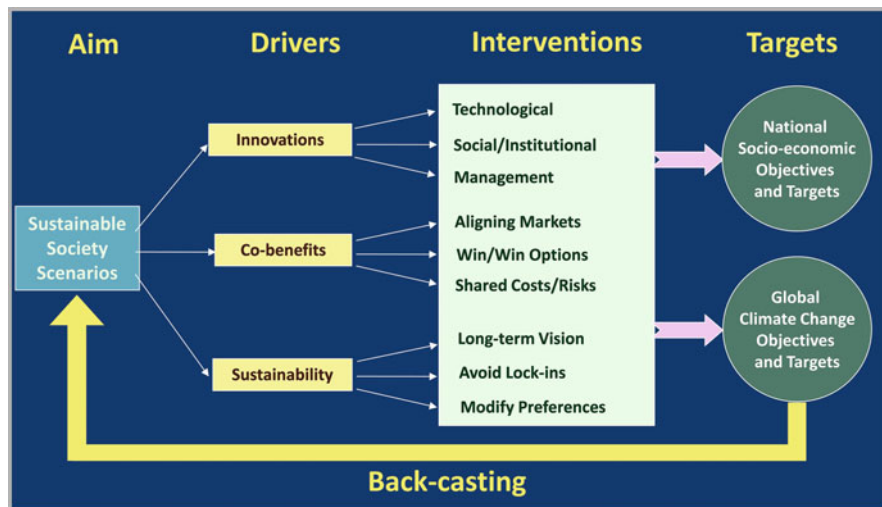 Aim
Drivers
Interventions
Targets
Sustainable
Society
Scenarios
Innovations
Co-benefits
Sustainability
Technological
Social/Institutional
Management
Aligning Markets
Win/Win Options
Shared Costs/Risks
Long-term Vision
Avoid Lock-ins
Modify Preferences
National
Socio-economic
Objectives
and Targets
Global
Climate Change
Objectives
and Targets
Back-casting